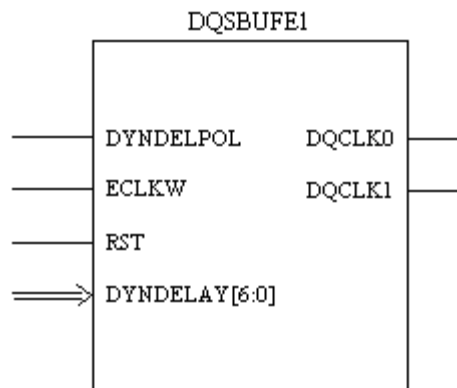 DQSBUFE1
DYNDELPOL DQCLK0
ECLKW DQCLK1
RST
DYNDELAY[6:0]